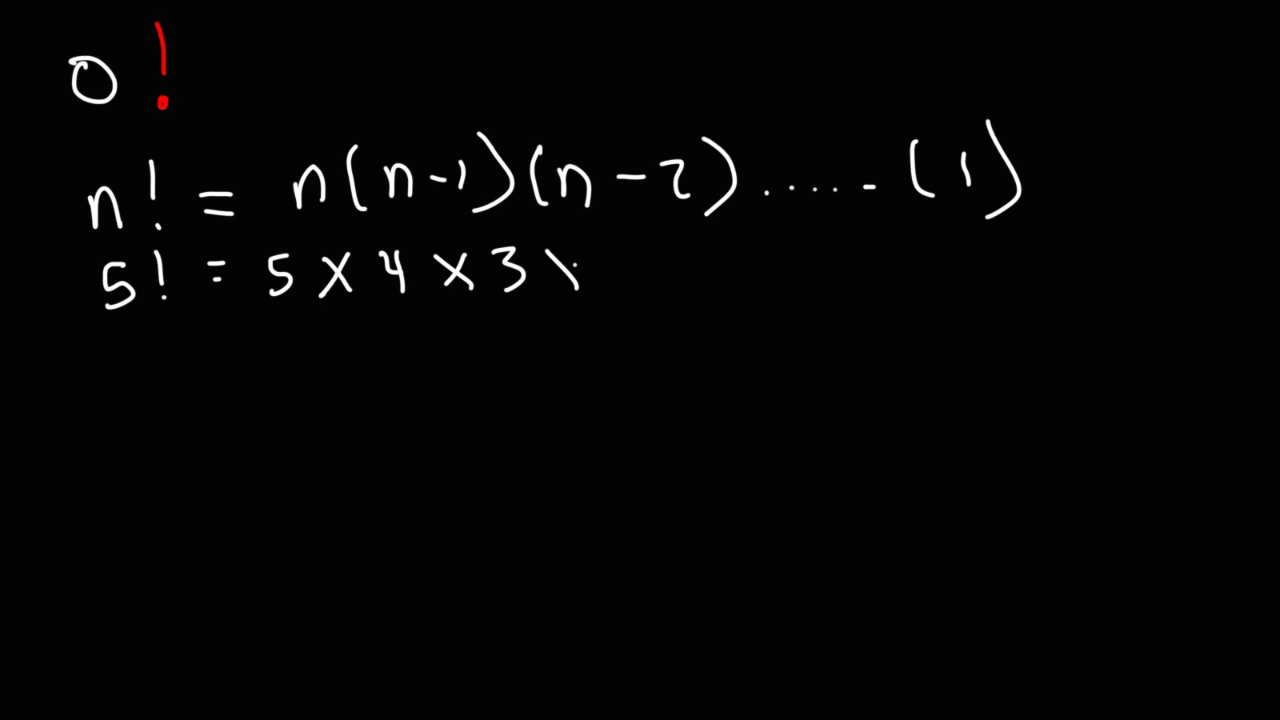 0 !
n! = n(n-1)(n-2).....-(1)
5! = 5 x 4 x 3 \